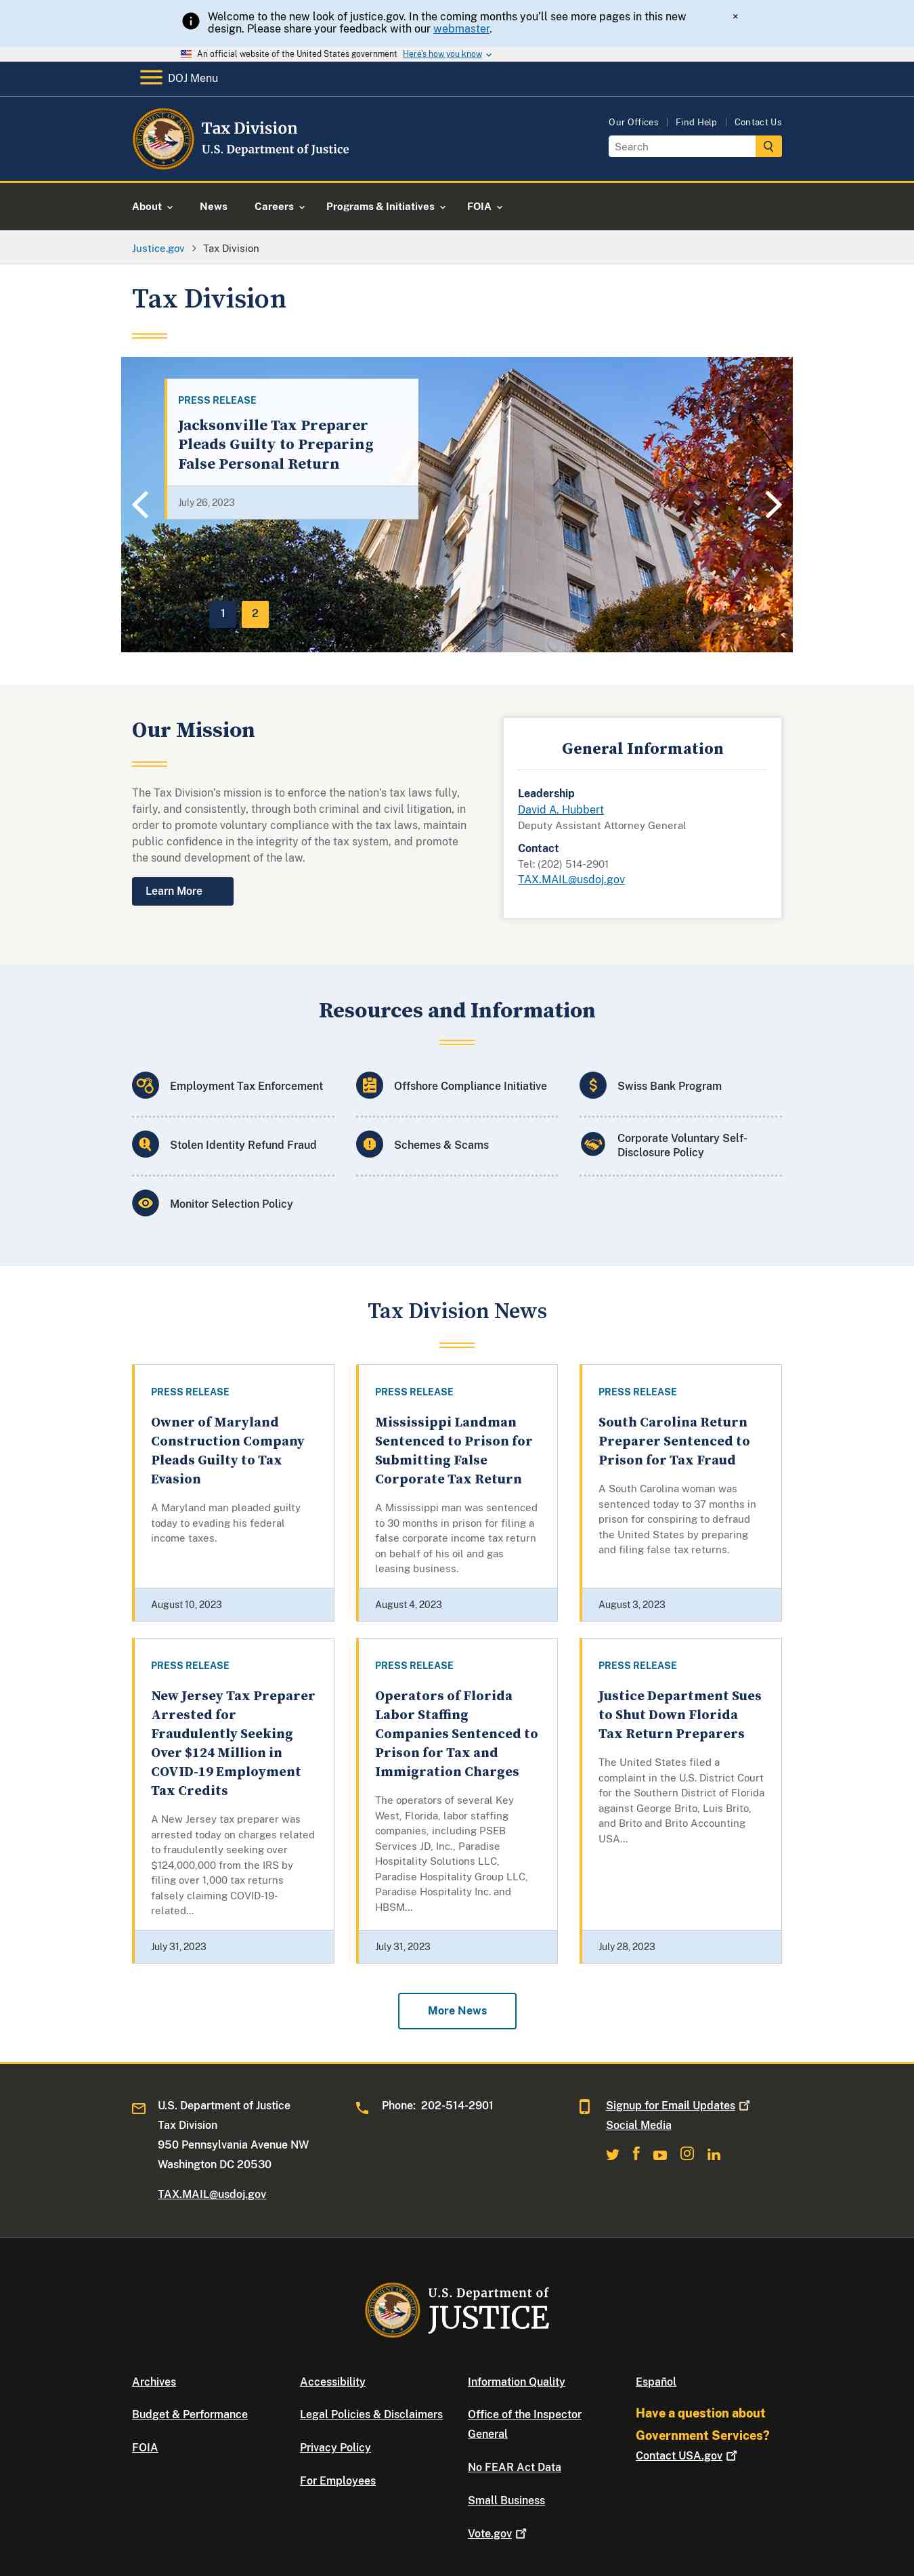 Welcome to the new look of justice.gov. In the coming months you'll see more pages in this new
design. Please share your feedback with our webmaster.
×
An official website of the United States government Here's how you know
DOJ Menu
Our Offices Find Help Contact Us
Tax Division
U.S. Department of Justice
Search
About News Careers Programs & Initiatives FOIA
Justice.gov Tax Division
Tax Division
PRESS RELEASE
Jacksonville Tax Preparer
Pleads Guilty to Preparing
False Personal Return
July 26, 2023
1 2
Our Mission
The Tax Division's mission is to enforce the nation's tax laws fully,
fairly, and consistently, through both criminal and civil litigation, in
order to promote voluntary compliance with the tax laws, maintain
public confidence in the integrity of the tax system, and promote
the sound development of the law.
Learn More
General Information
Leadership
David A. Hubbert
Deputy Assistant Attorney General
Contact
Tel: (202) 514-2901
TAX.MAIL@usdoj.gov
Resources and Information
Employment Tax Enforcement
Offshore Compliance Initiative
Swiss Bank Program
Stolen Identity Refund Fraud
Schemes & Scams
Corporate Voluntary Self-
Disclosure Policy
Monitor Selection Policy
Tax Division News
PRESS RELEASE
Owner of Maryland
Construction Company
Pleads Guilty to Tax
Evasion
A Maryland man pleaded guilty
today to evading his federal
income taxes.
August 10, 2023
PRESS RELEASE
Mississippi Landman
Sentenced to Prison for
Submitting False
Corporate Tax Return
A Mississippi man was sentenced
to 30 months in prison for filing a
false corporate income tax return
on behalf of his oil and gas
leasing business.
August 4, 2023
PRESS RELEASE
South Carolina Return
Preparer Sentenced to
Prison for Tax Fraud
A South Carolina woman was
sentenced today to 37 months in
prison for conspiring to defraud
the United States by preparing
and filing false tax returns.
August 3, 2023
PRESS RELEASE
New Jersey Tax Preparer
Arrested for
Fraudulently Seeking
Over $124 Million in
COVID-19 Employment
Tax Credits
A New Jersey tax preparer was
arrested today on charges related
to fraudulently seeking over
$124,000,000 from the IRS by
filing over 1,000 tax returns
falsely claiming COVID-19-
related...
July 31, 2023
PRESS RELEASE
Operators of Florida
Labor Staffing
Companies Sentenced to
Prison for Tax and
Immigration Charges
The operators of several Key
West, Florida, labor staffing
companies, including PSEB
Services JD, Inc., Paradise
Hospitality Solutions LLC,
Paradise Hospitality Group LLC,
Paradise Hospitality Inc. and
HBSM...
July 31, 2023
PRESS RELEASE
Justice Department Sues
to Shut Down Florida
Tax Return Preparers
The United States filed a
complaint in the U.S. District Court
for the Southern District of Florida
against George Brito, Luis Brito,
and Brito and Brito Accounting
USA...
July 28, 2023
More News
U.S. Department of Justice
Tax Division
950 Pennsylvania Avenue NW
Washington DC 20530
TAX.MAIL@usdoj.gov
Phone: 202-514-2901
Signup for Email Updates
Social Media
U.S. Department of
JUSTICE
Archives
Budget & Performance
FOIA
Accessibility
Legal Policies & Disclaimers
Privacy Policy
For Employees
Information Quality
Office of the Inspector
General
No FEAR Act Data
Small Business
Vote.gov
Español
Have a question about
Government Services?
Contact USA.gov